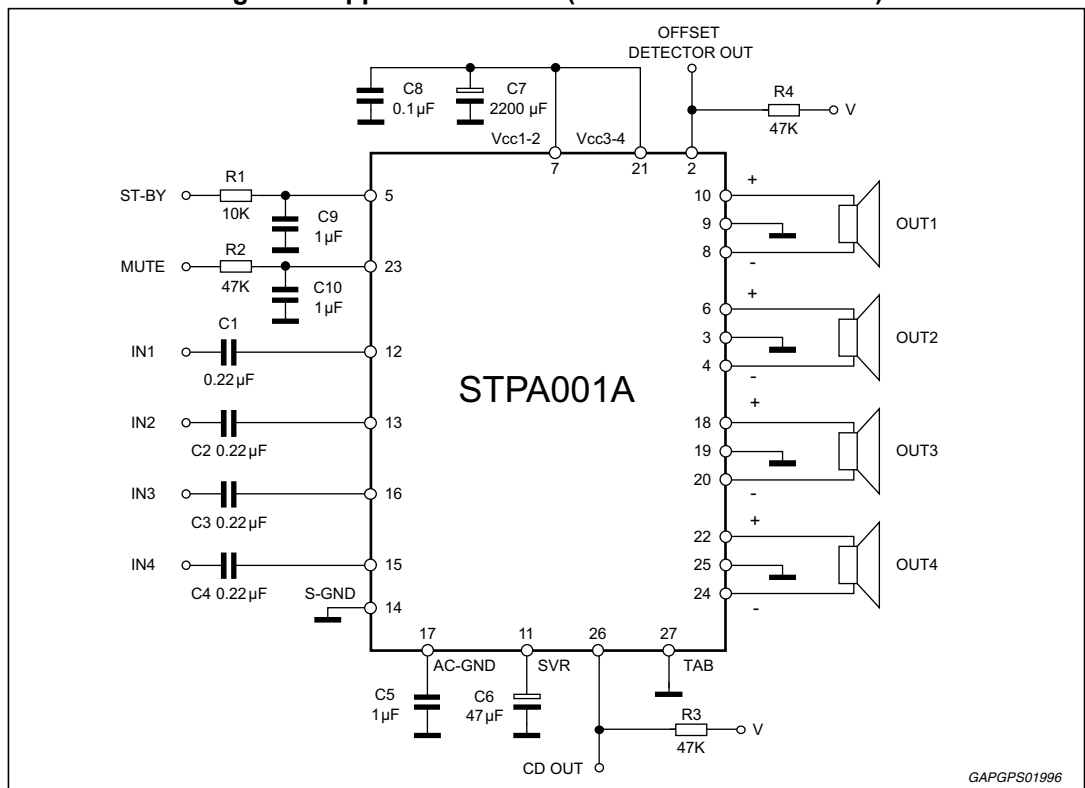 OFFSET
DETECTOR OUT
C8
0.1µF
C7
2200 µF
R4
47K
V
Vcc1-2
Vcc3-4
7
21
2
ST-BY
R1
10K
5
C9
1µF
MUTE
R2
47K
23
C10
1µF
IN1
C1
0.22µF
12
IN2
C2 0.22µF
13
IN3
C3 0.22µF
16
IN4
C4 0.22µF
15
S-GND
14
STPA001A
10
+
9
8
-
OUT1
6
+
3
4
-
OUT2
18
+
19
20
-
OUT3
22
+
25
24
-
OUT4
17
11
26
27
AC-GND
SVR
TAB
C5
1µF
C6
47µF
R3
47K
V
CD OUT
GAPGPS01996